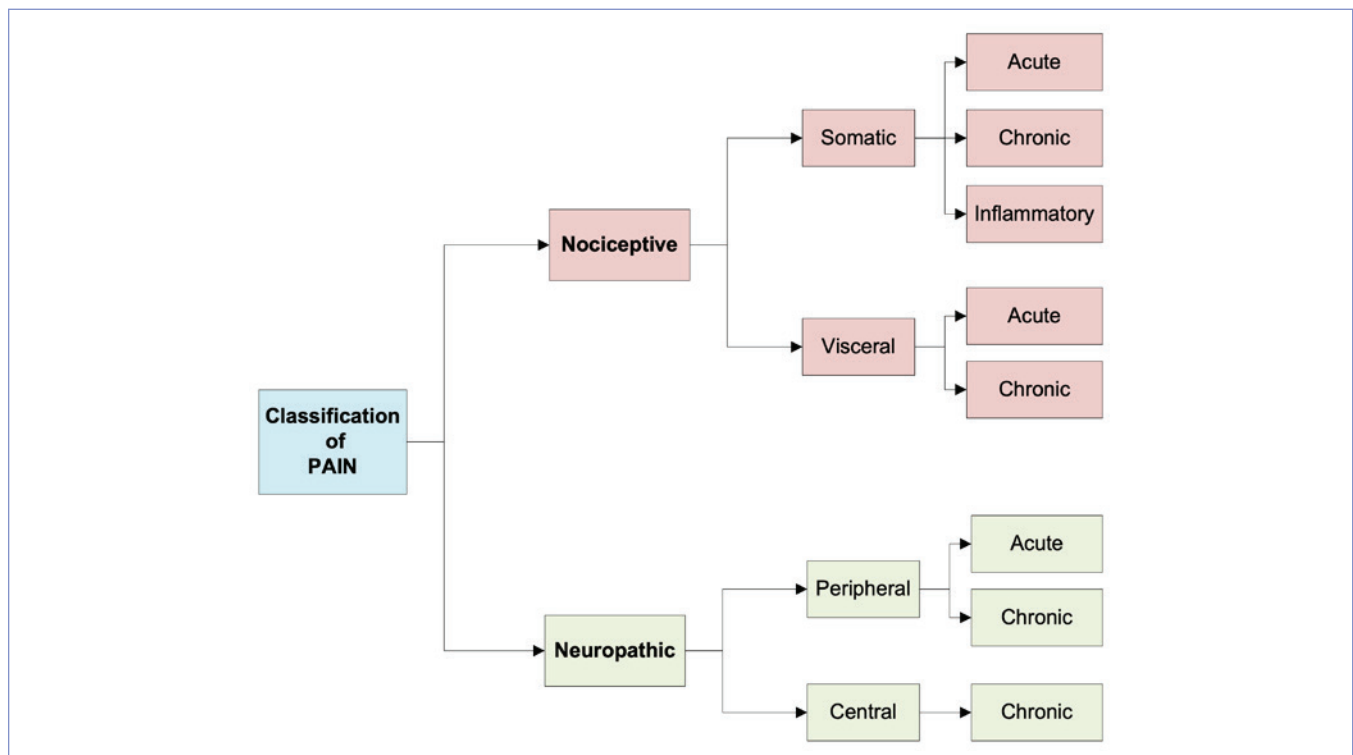 Classification
of
PAIN
Nociceptive
Somatic
Acute
Chronic
Inflammatory
Visceral
Acute
Chronic
Neuropathic
Peripheral
Acute
Chronic
Central
Chronic